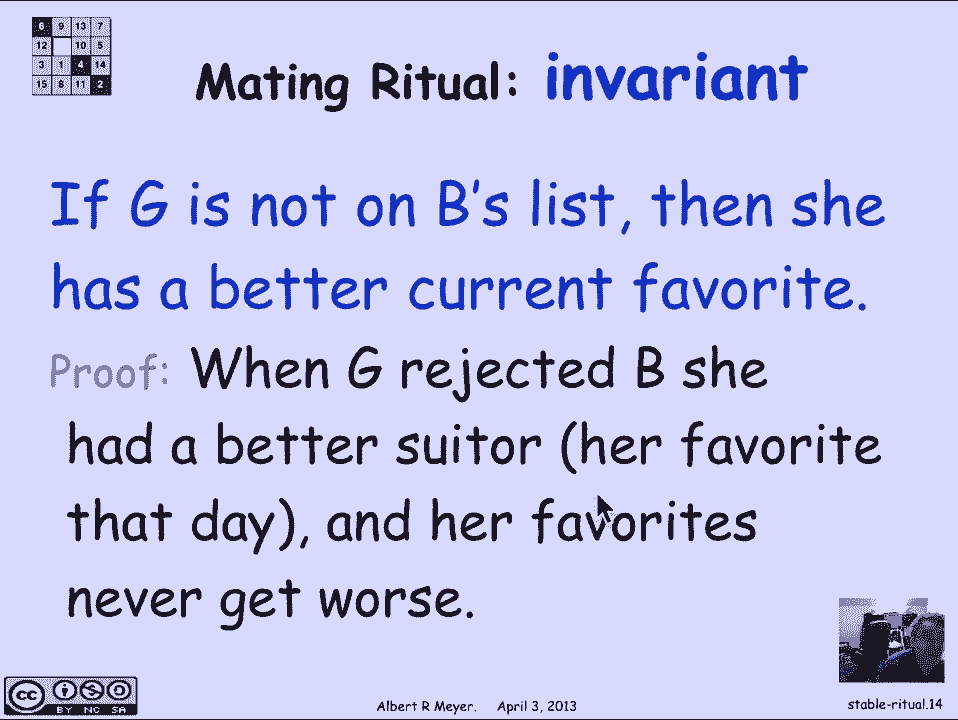 6 9 13 7
12 10 5
3 1 4 14
15 8 11 2
Mating Ritual: invariant
If G is not on B's list, then she
has a better current favorite.
Proof: When G rejected B she
had a better suitor (her favorite
that day), and her favorites
never get worse.
cc
BY NC SA
Albert R Meyer. April 3, 2013
stable-ritual.14